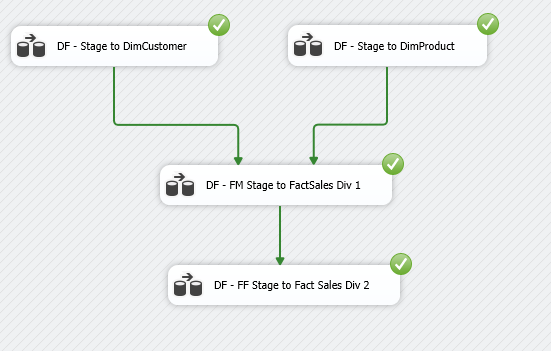 DF - Stage to DimCustomer
DF - Stage to DimProduct
DF - FM Stage to FactSales Div 1
DF - FF Stage to Fact Sales Div 2